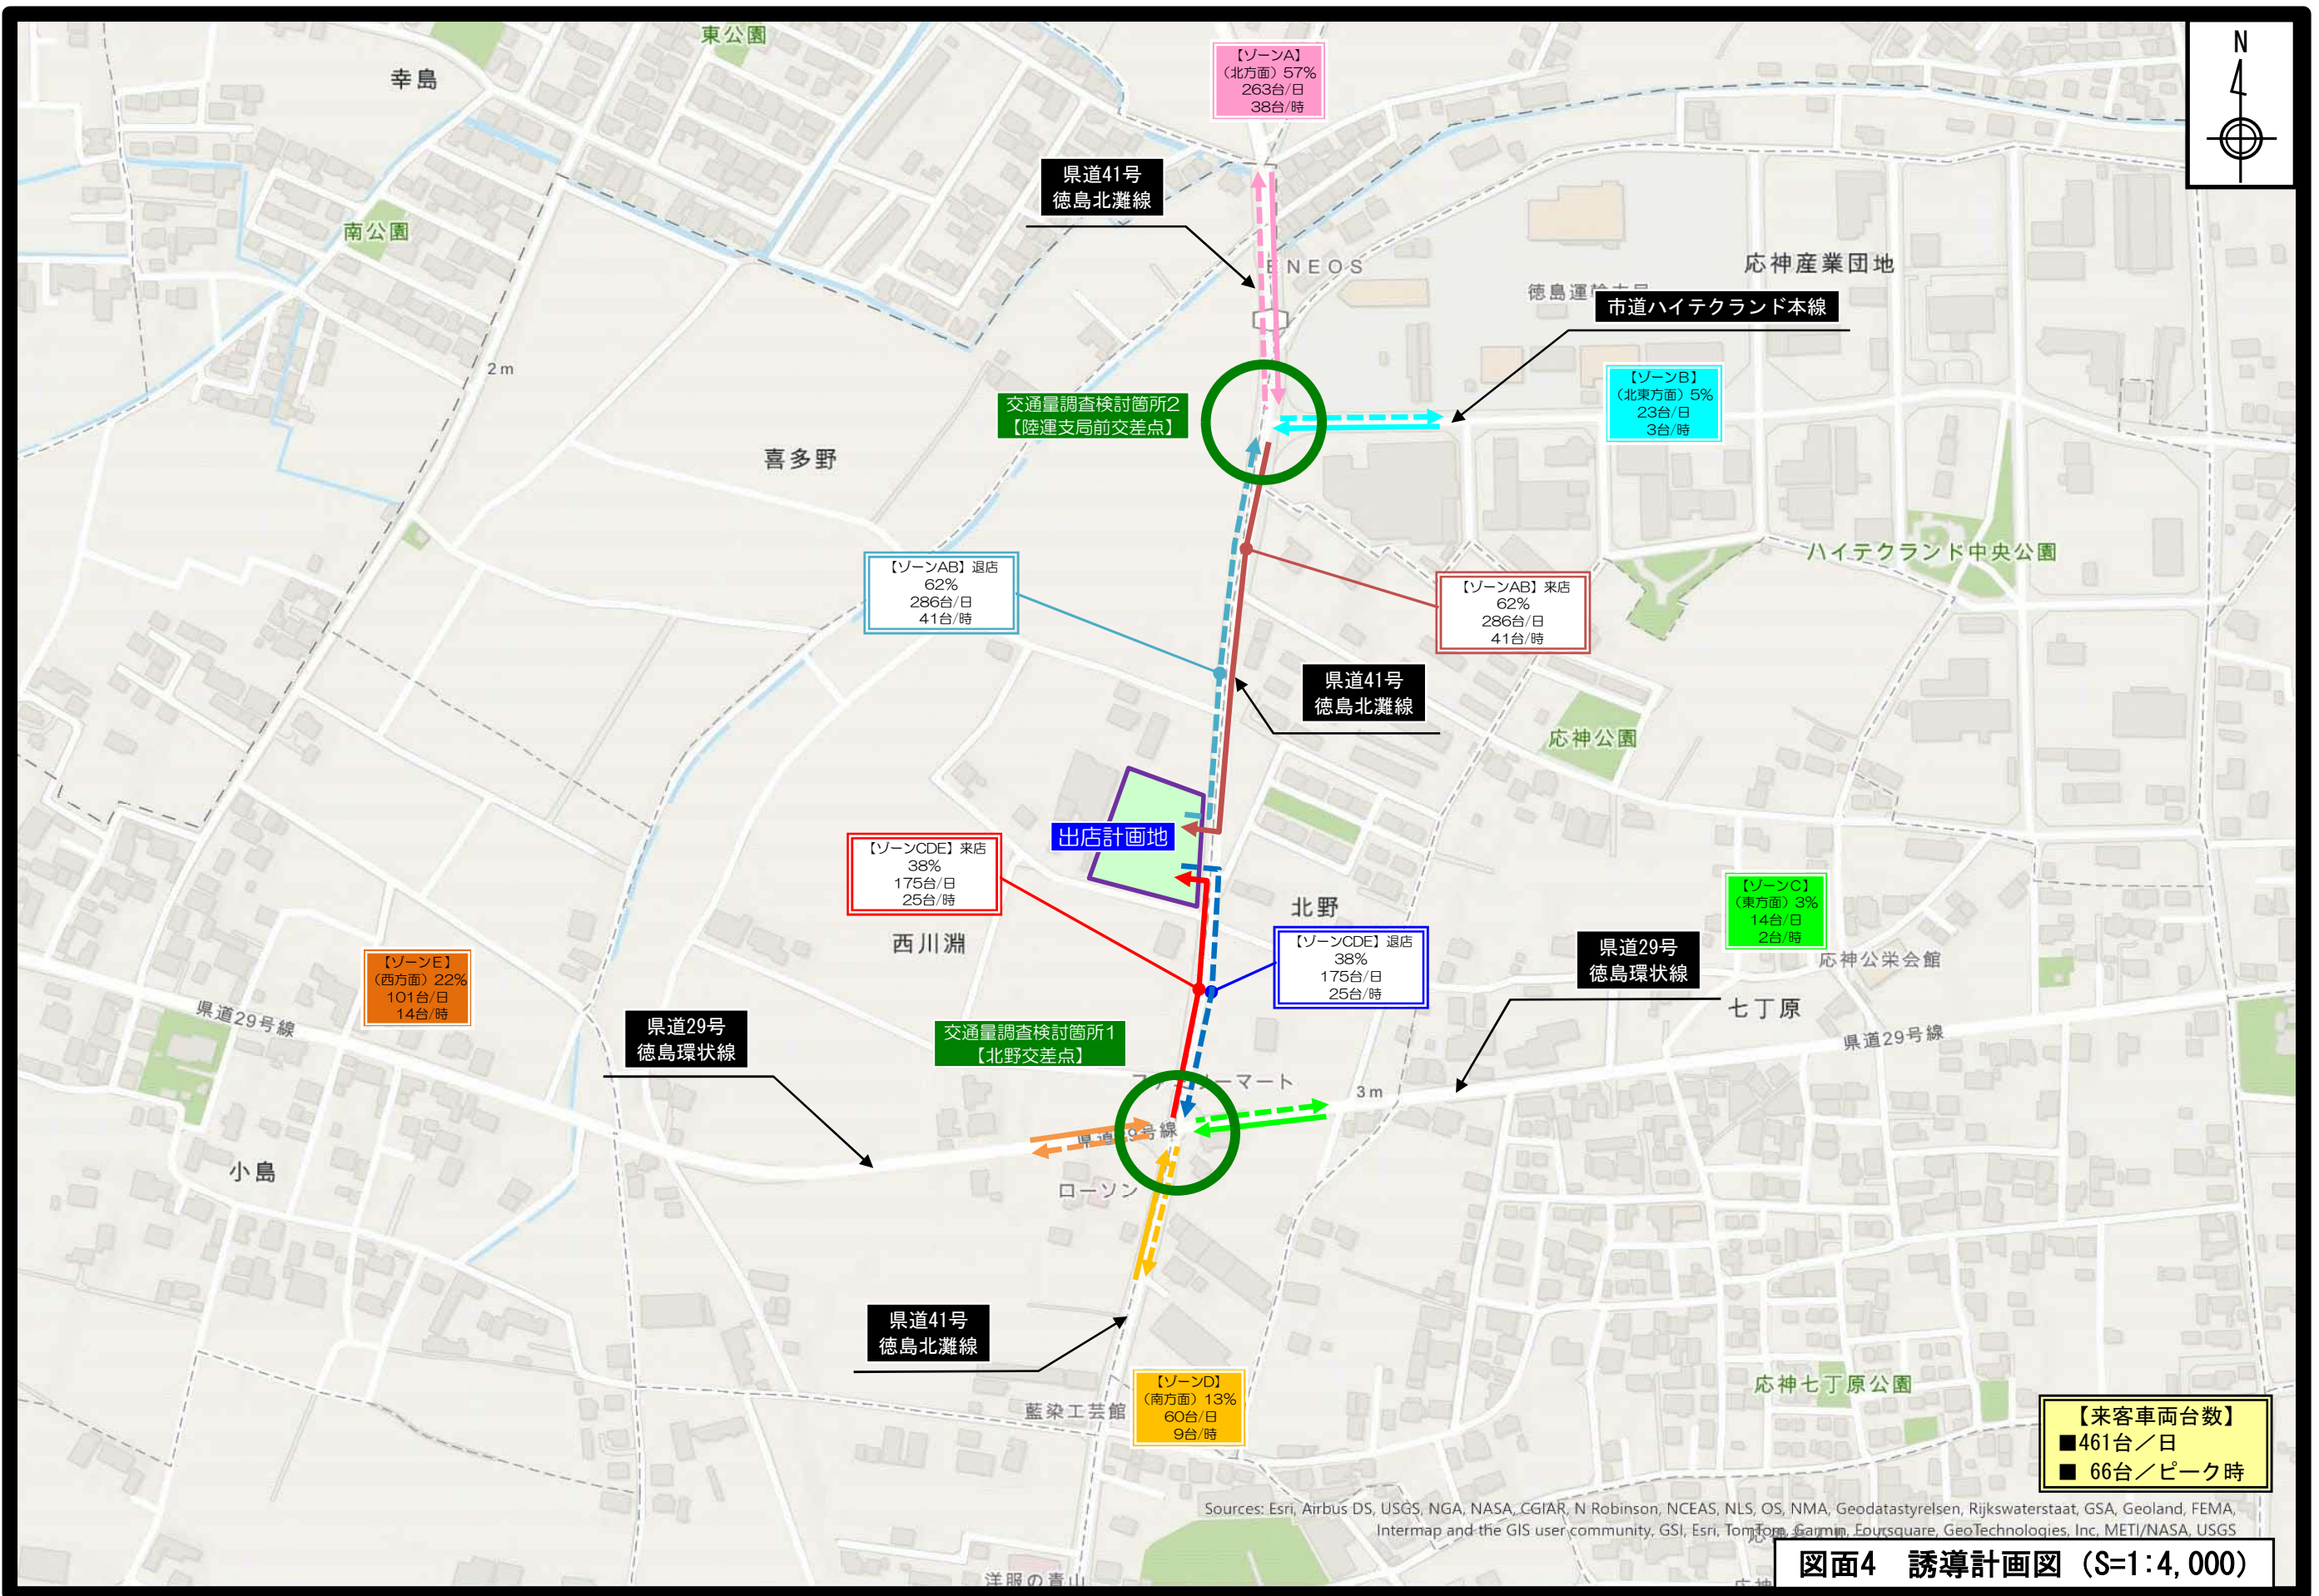 東公園
幸島
【ゾーンA】
（北方面）57%
263台/日
38台/時
N
県道41号
徳島北灘線
南公園
ENEOS
応神産業団地
市道ハイテクランド本線
2m
【ゾーンB】
（北東方面）5%
23台/日
3台/時
交通量調査検討箇所2
【陸運支局前交差点】
喜多野
ハイテクランド中央公園
【ゾーンAB】退店
62%
286台/日
41台/時
【ゾーンAB】来店
62%
286台/日
41台/時
県道41号
徳島北灘線
応神公園
出店計画地
【ゾーンCDE】来店
38%
175台/日
25台/時
【ゾーンC】
（東方面）3%
14台/日
2台/時
北野
西川淵
【ゾーンCDE】退店
38%
175台/日
25台/時
県道29号
徳島環状線
応神公栄会館
【ゾーンE】
（西方面）22%
101台/日
14台/時
七丁原
県道29号線
県道29号線
県道29号
徳島環状線
交通量調査検討箇所1
【北野交差点】
3m
県道29号線
小島
ローソン
県道41号
徳島北灘線
藍染工芸館
【ゾーンD】
（南方面）13%
60台/日
9台/時
応神七丁原公園
【来客車両台数】
■461台／日
■ 66台／ピーク時
Sources: Esri, Airbus DS, USGS, NGA, NASA, CGIAR, N Robinson, NCEAS, NLS, OS, NMA, Geodatastyrelsen, Rijkswaterstaat, GSA, Geoland, FEMA,
Intermap and the GIS user community, GSI, Esri, TomTom, Garmin, Foursquare, GeoTechnologies, Inc, METI/NASA, USGS
図面4　誘導計画図（S=1:4,000）
洋服の青山